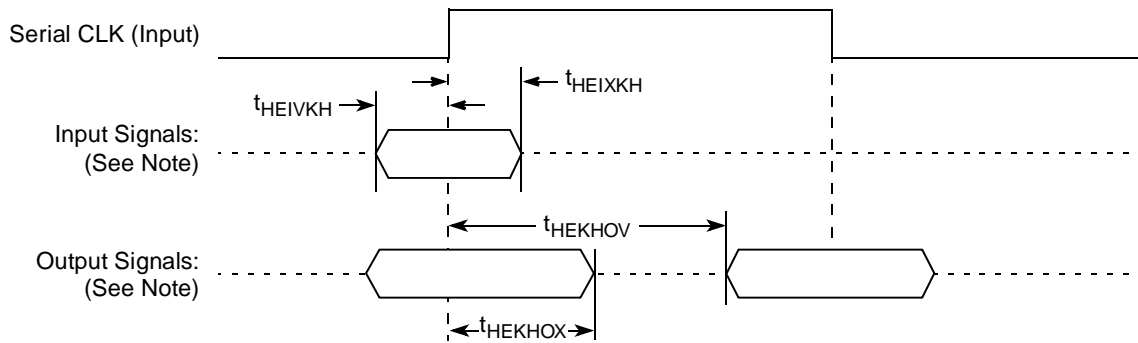 Serial CLK (Input)
tHEIXKH
tHEIVKH
Input Signals:
(See Note)
tHEKHOV
Output Signals:
(See Note)
tHEKHOX